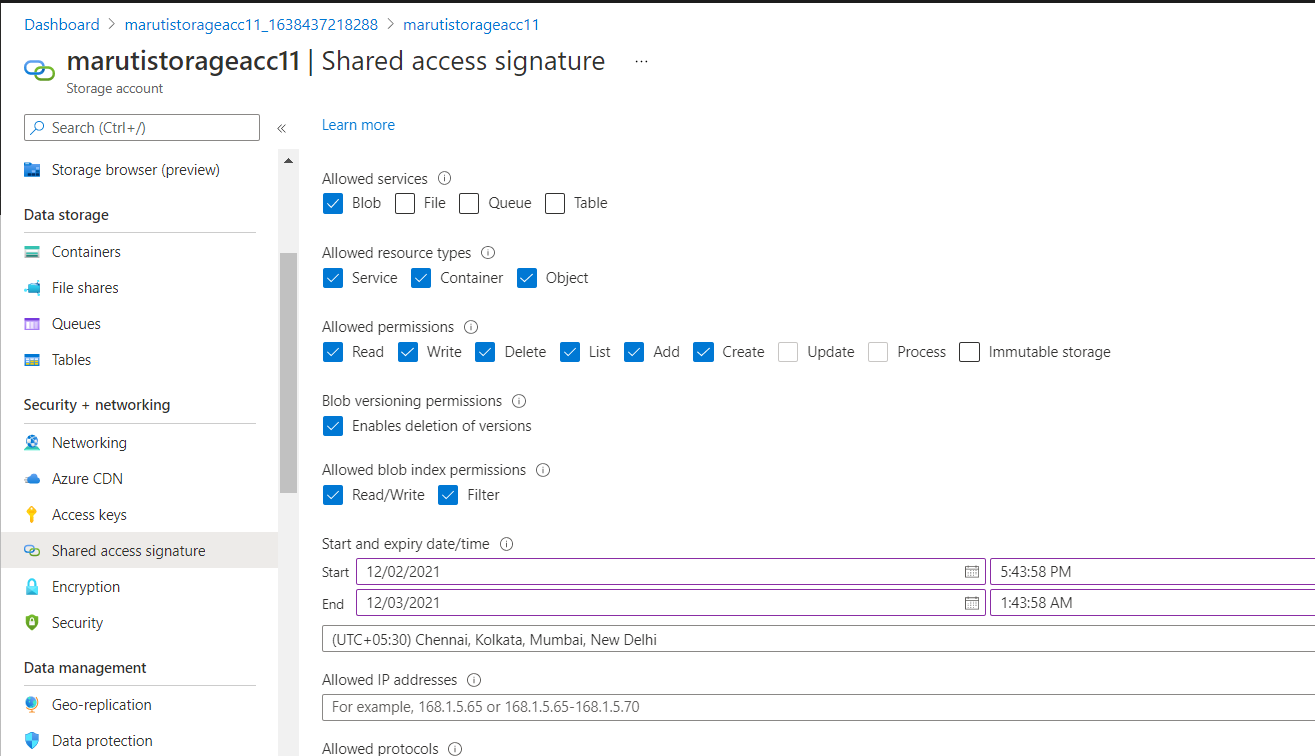 Dashboard > marutistorageacc11_1638437218288 > marutistorageacc11
marutistorageacc11 | Shared access signature ...
Storage account
Search (Ctrl+/) «
Storage browser (preview)
Data storage
Containers
File shares
Queues
Tables
Security + networking
Networking
Azure CDN
Access keys
Shared access signature
Encryption
Security
Data management
Geo-replication
Data protection
Learn more
Allowed services
Blob File Queue Table
Allowed resource types
Service Container Object
Allowed permissions
Read Write Delete List Add Create Update Process Immutable storage
Blob versioning permissions
Enables deletion of versions
Allowed blob index permissions
Read/Write Filter
Start and expiry date/time
Start 12/02/2021 5:43:58 PM
End 12/03/2021 1:43:58 AM
(UTC+05:30) Chennai, Kolkata, Mumbai, New Delhi
Allowed IP addresses
For example, 168.1.5.65 or 168.1.5.65-168.1.5.70
Allowed protocols